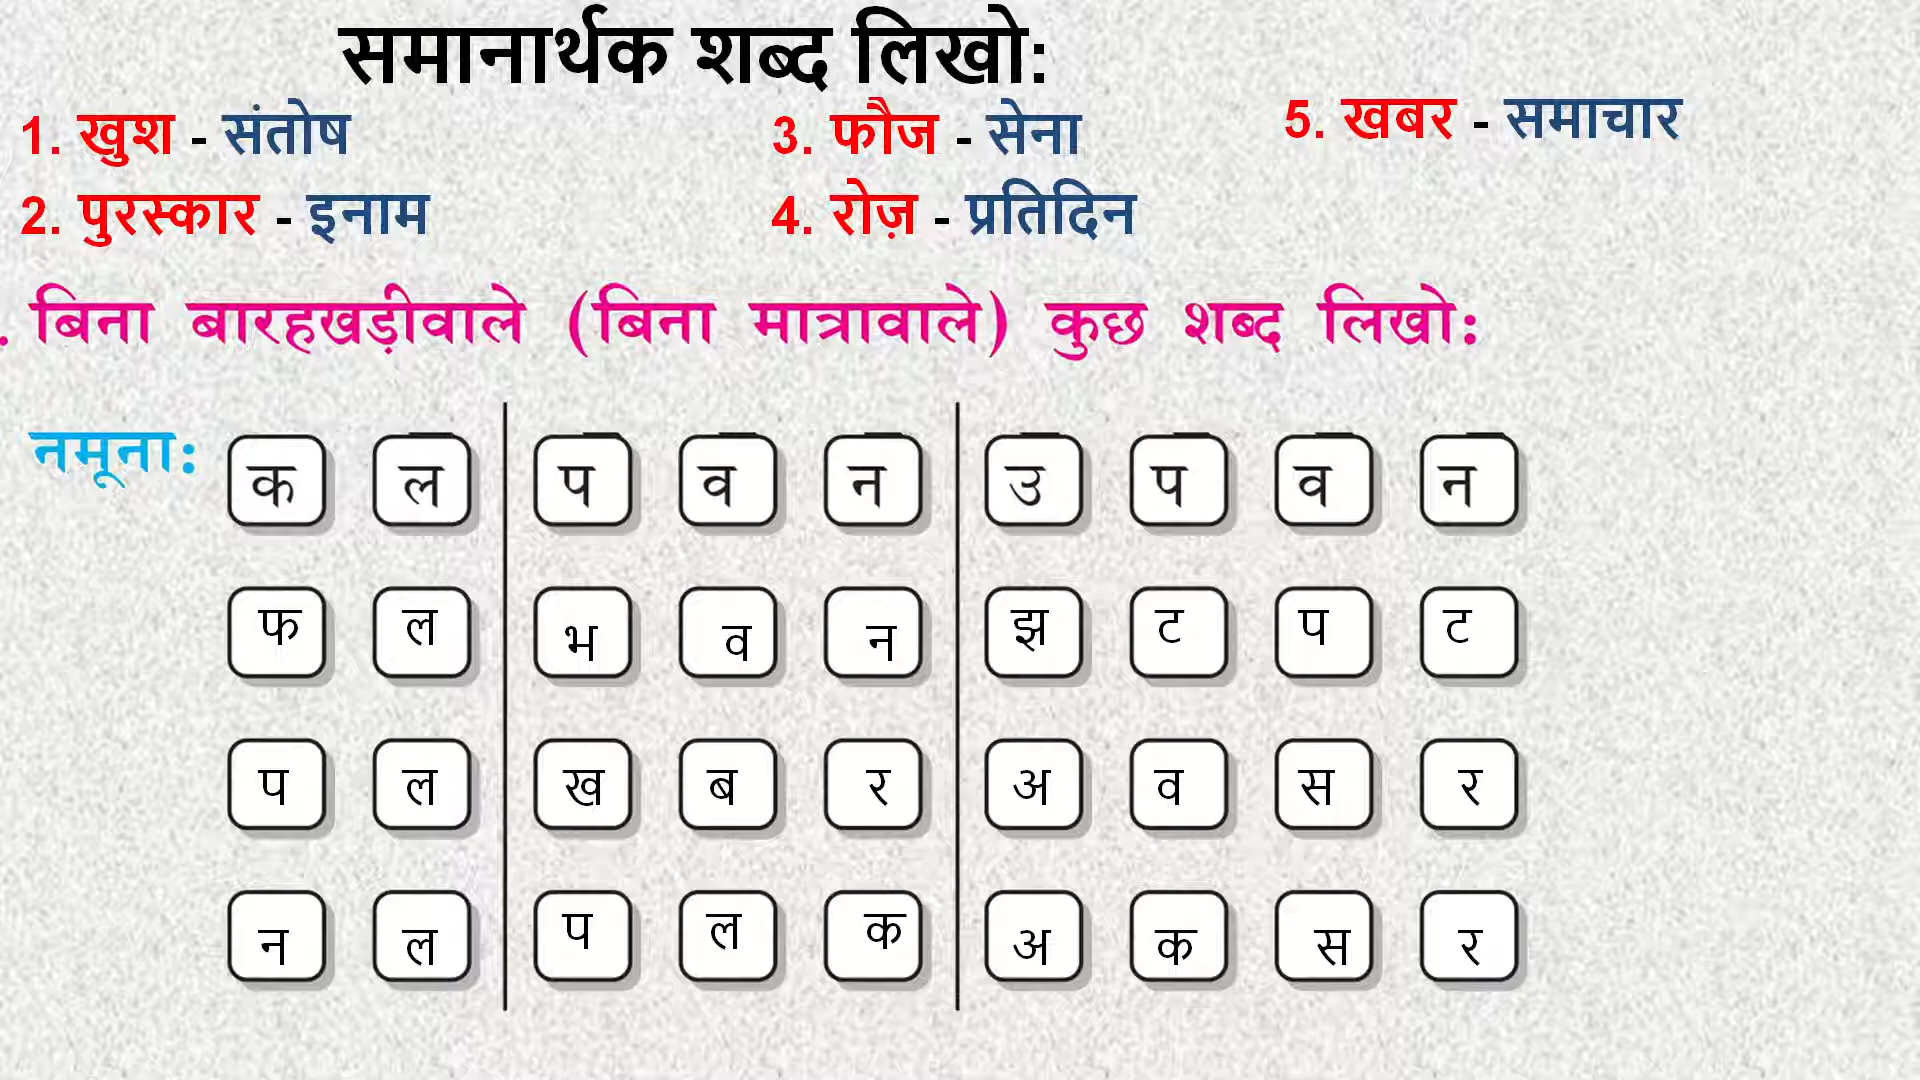 समानार्थक शब्द लिखो:
1. खुश - संतोष
2. पुरस्कार - इनाम
3. फौज - सेना
4. रोज़ - प्रतिदिन
5. खबर - समाचार
. बिना बारहखड़ीवाले (बिना मात्रावाले) कुछ शब्द लिखो:
नमूना: क ल प व न उ प व न
फ ल भ व न झ ट प ट
प ल ख ब र अ व स र
न ल प ल क अ क स र